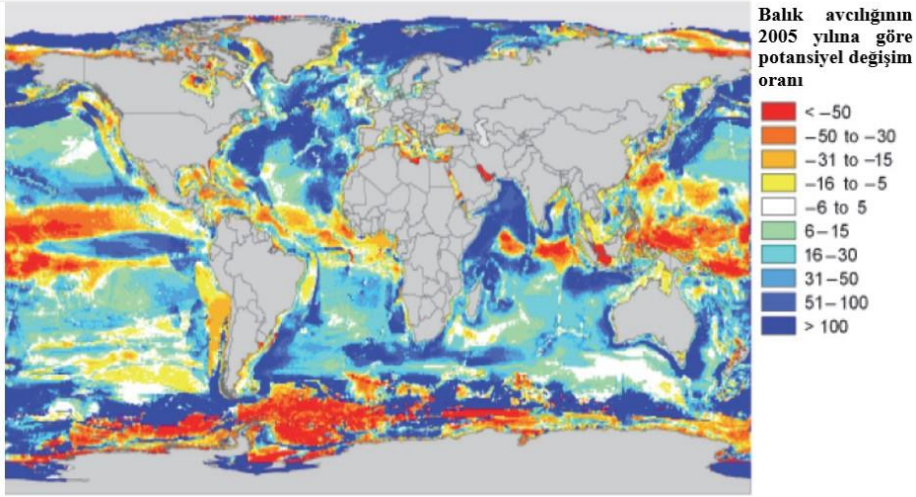 Balık avcılığının
2005 yılına göre
potansiyel değişim
oranı
< –50
–50 to –30
–31 to –15
–16 to –5
–6 to 5
6–15
16–30
31–50
51–100
> 100